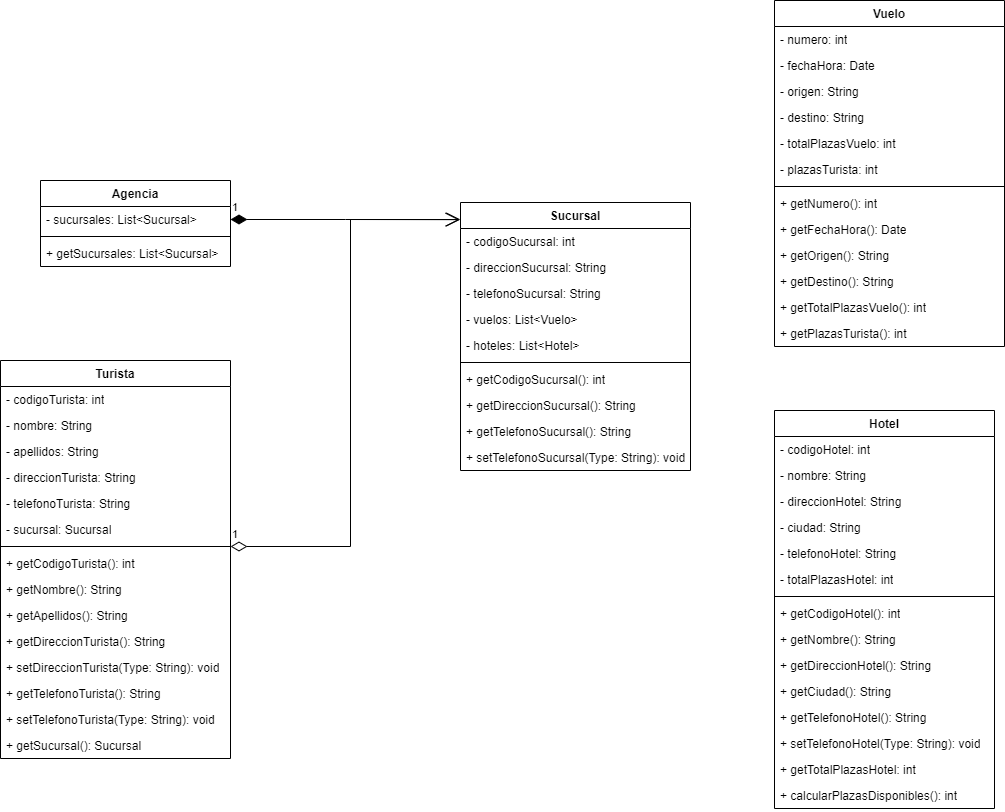 Agencia
- sucursales: List<Sucursal>
+ getSucursales: List<Sucursal>
1
Turista
- codigoTurista: int
- nombre: String
- apellidos: String
- direccionTurista: String
- telefonoTurista: String
- sucursal: Sucursal
+ getCodigoTurista(): int
+ getNombre(): String
+ getApellidos(): String
+ getDireccionTurista(): String
+ setDireccionTurista(Type: String): void
+ getTelefonoTurista(): String
+ setTelefonoTurista(Type: String): void
+ getSucursal(): Sucursal
1
Sucursal
- codigoSucursal: int
- direccionSucursal: String
- telefonoSucursal: String
- vuelos: List<Vuelo>
- hoteles: List<Hotel>
+ getCodigoSucursal(): int
+ getDireccionSucursal(): String
+ getTelefonoSucursal(): String
+ setTelefonoSucursal(Type: String): void
Vuelo
- numero: int
- fechaHora: Date
- origen: String
- destino: String
- totalPlazasVuelo: int
- plazasTurista: int
+ getNumero(): int
+ getFechaHora(): Date
+ getOrigen(): String
+ getDestino(): String
+ getTotalPlazasVuelo(): int
+ getPlazasTurista(): int
Hotel
- codigoHotel: int
- nombre: String
- direccionHotel: String
- ciudad: String
- telefonoHotel: String
- totalPlazasHotel: int
+ getCodigoHotel(): int
+ getNombre(): String
+ getDireccionHotel(): String
+ getCiudad(): String
+ getTelefonoHotel(): String
+ setTelefonoHotel(Type: String): void
+ getTotalPlazasHotel: int
+ calcularPlazasDisponibles(): int